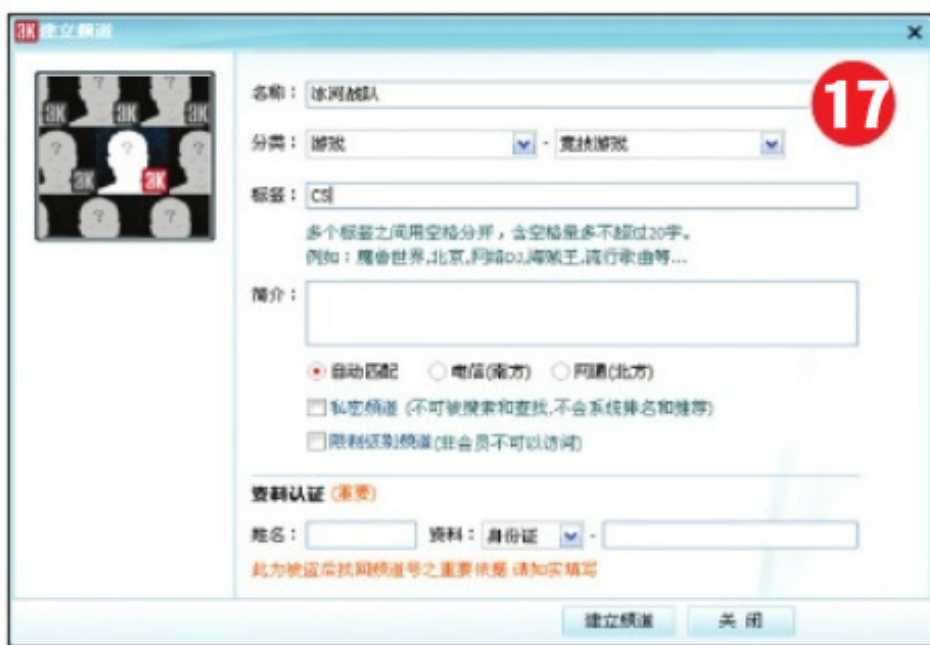 3K 建立频道
17
名称： 冰河战队
分类： 游戏 - 竞技游戏
标签： CS
多个标签之间用空格分开，含空格最多不超过20字。
例如：魔兽世界,北京,网络DJ,海贼王,流行歌曲等...
简介：
自动匹配 电信(南方) 网通(北方)
私密频道 (不可被搜索和查找,不会系统排名和推荐)
限制级别频道(非会员不可以访问)
资料认证 (重要)
姓名： 资料： 身份证 -
此为被盗后找回频道号之重要依据 请如实填写
建立频道 关 闭